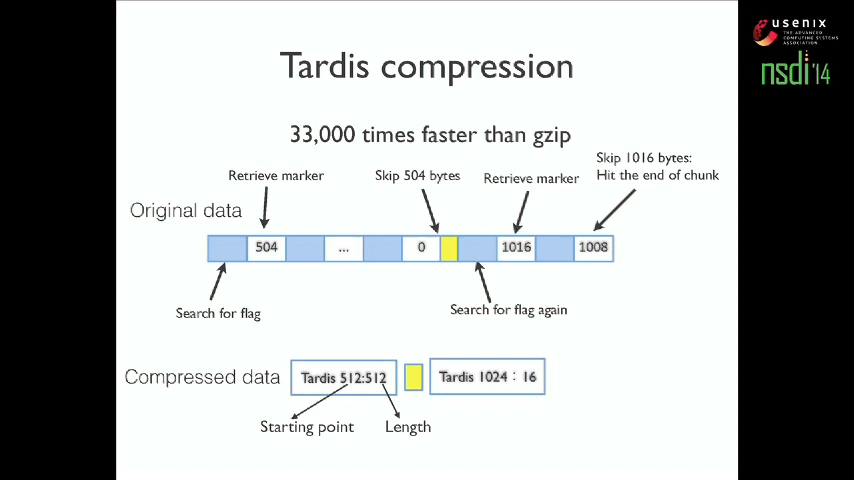 usenix
THE ADVANCED
COMPUTING SYSTEMS
ASSOCIATION
nsdi '14
Tardis compression
33,000 times faster than gzip
Retrieve marker
Skip 504 bytes
Retrieve marker
Skip 1016 bytes:
Hit the end of chunk
Original data
504
...
0
1016
1008
Search for flag
Search for flag again
Compressed data
Tardis 512:512
Tardis 1024 : 16
Starting point
Length